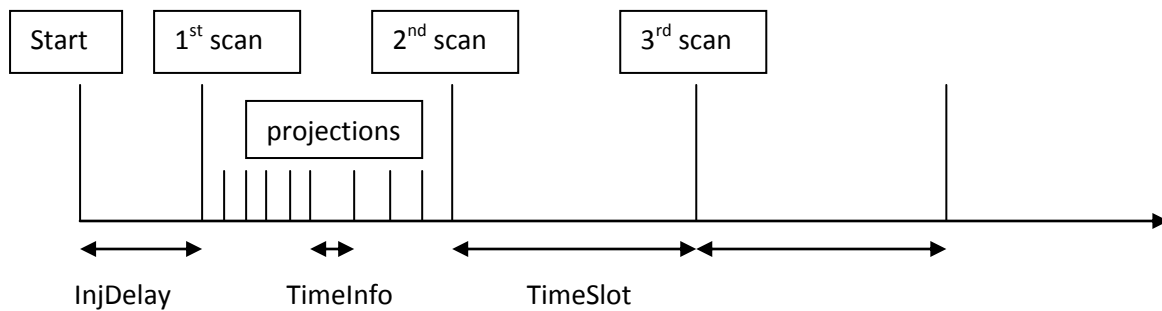 Start
1st scan
2nd scan
3rd scan
projections
InjDelay
TimeInfo
TimeSlot